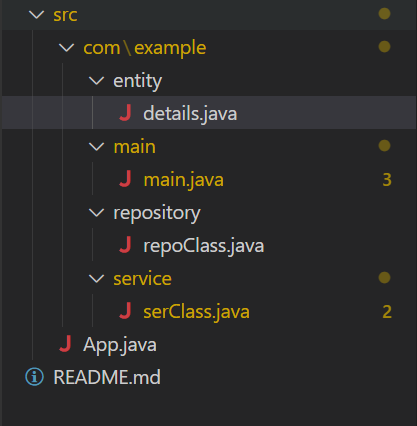 src
com\example
entity
details.java
main
main.java 3
repository
repoClass.java
service
serClass.java 2
App.java
README.md